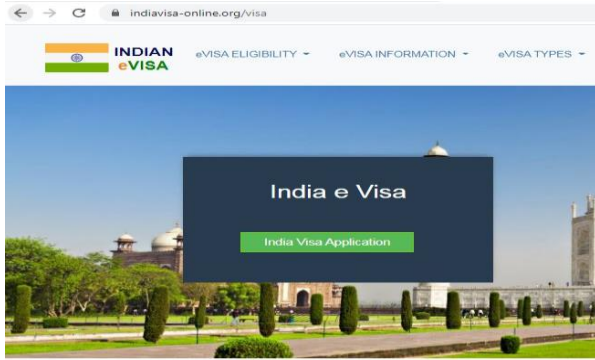 indiavisa-online.org/visa
INDIAN eVISA ELIGIBILITY eVISA INFORMATION eVISA TYPES
eVISA
India e Visa
India Visa Application